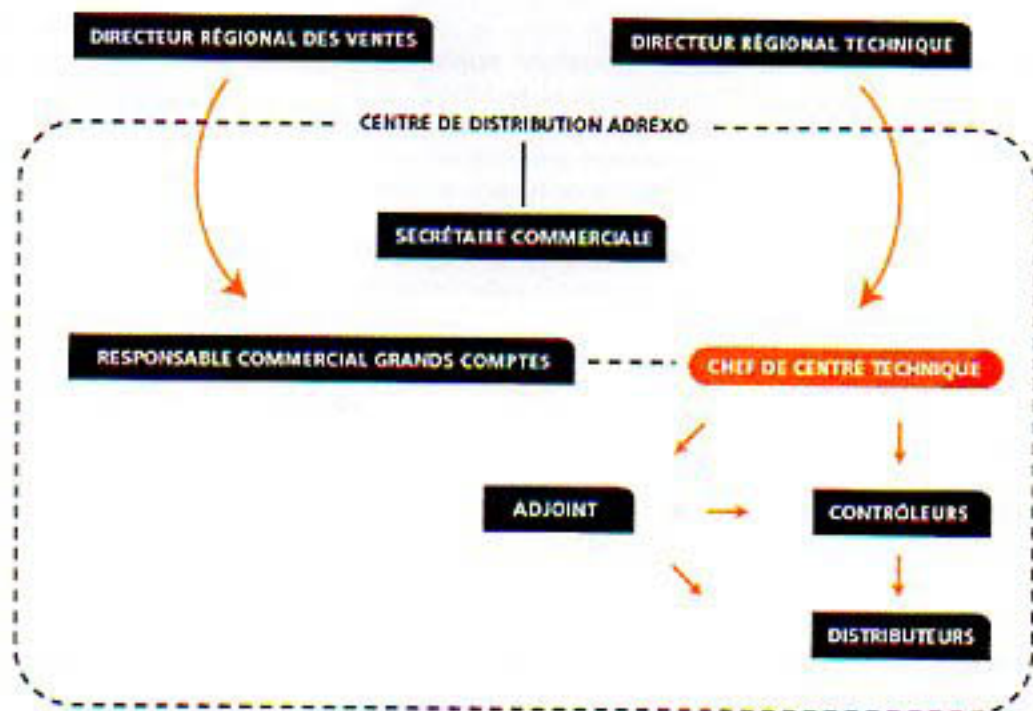 DIRECTEUR RÉGIONAL DES VENTES
DIRECTEUR RÉGIONAL TECHNIQUE
CENTRE DE DISTRIBUTION ADREXO
SECRÉTAIRE COMMERCIALE
RESPONSABLE COMMERCIAL GRANDS COMPTES
CHEF DE CENTRE TECHNIQUE
ADJOINT
CONTRÔLEURS
DISTRIBUTEURS